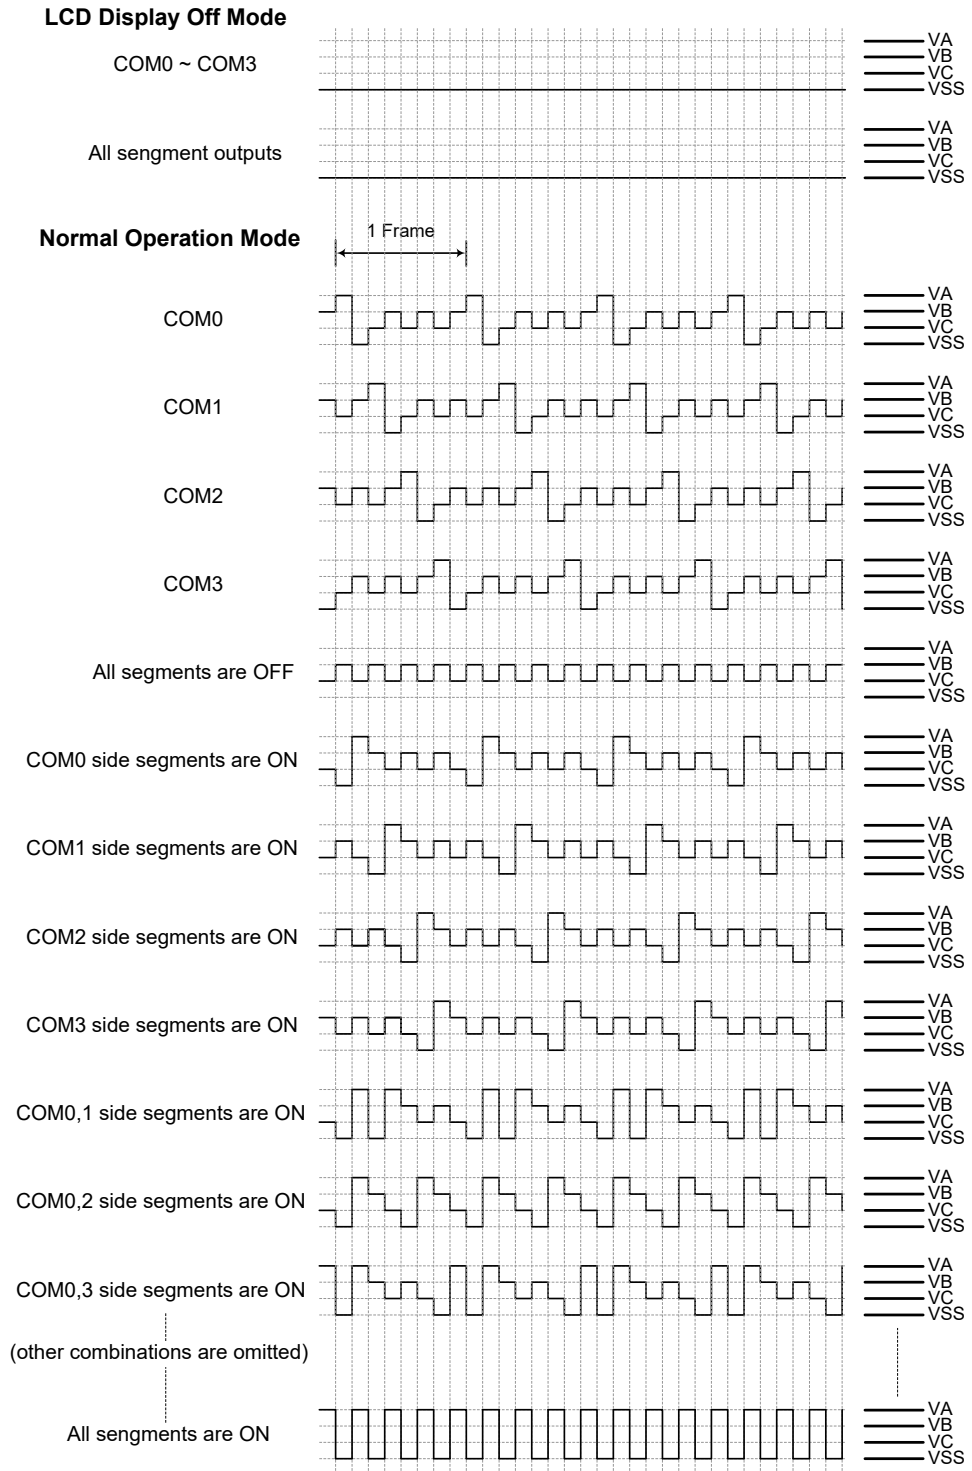 LCD Display Off Mode
COM0 ~ COM3
VA
VB
VC
VSS
All sengment outputs
VA
VB
VC
VSS
Normal Operation Mode
1 Frame
COM0
VA
VB
VC
VSS
COM1
VA
VB
VC
VSS
COM2
VA
VB
VC
VSS
COM3
VA
VB
VC
VSS
All segments are OFF
VA
VB
VC
VSS
COM0 side segments are ON
VA
VB
VC
VSS
COM1 side segments are ON
VA
VB
VC
VSS
COM2 side segments are ON
VA
VB
VC
VSS
COM3 side segments are ON
VA
VB
VC
VSS
COM0,1 side segments are ON
VA
VB
VC
VSS
COM0,2 side segments are ON
VA
VB
VC
VSS
COM0,3 side segments are ON
VA
VB
VC
VSS
(other combinations are omitted)
All sengments are ON
VA
VB
VC
VSS